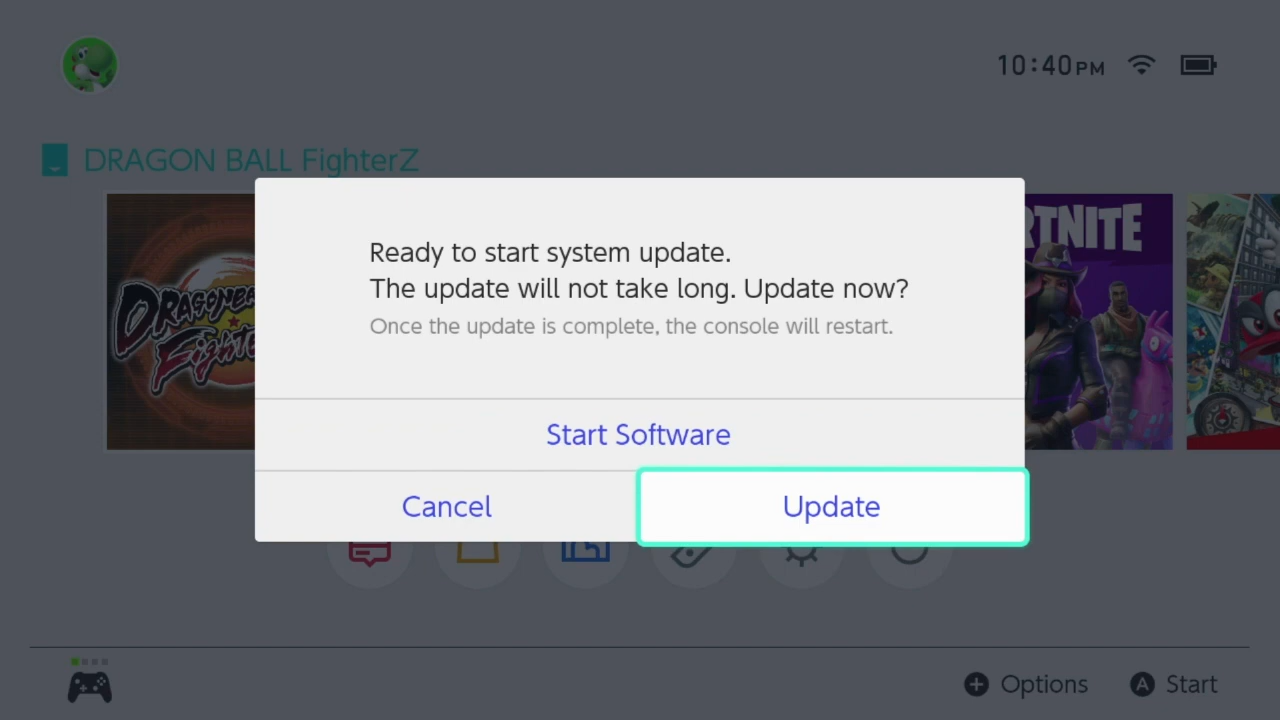 10:40 PM
DRAGON BALL FighterZ
Ready to start system update.
The update will not take long. Update now?
Once the update is complete, the console will restart.
Start Software
Cancel
Update
Options
A Start